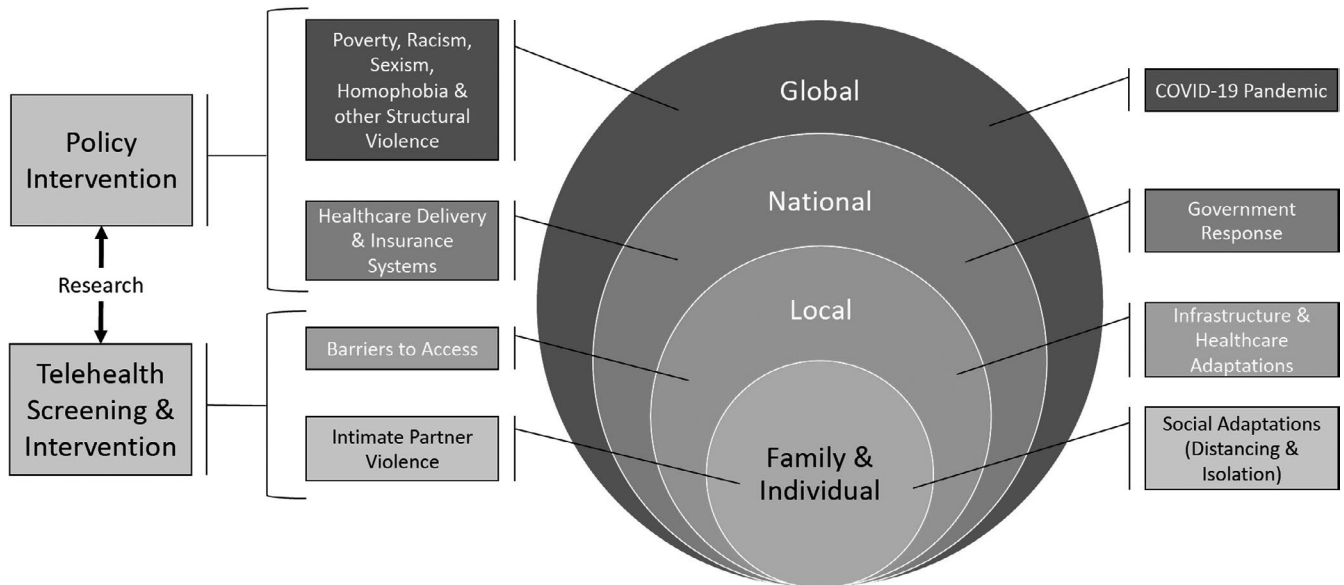 Policy
Intervention
Research
Telehealth
Screening &
Intervention
Poverty, Racism,
Sexism,
Homophobia &
other Structural
Violence
Healthcare Delivery
& Insurance
Systems
Barriers to Access
Intimate Partner
Violence
Global
National
Local
Family &
Individual
COVID-19 Pandemic
Government
Response
Infrastructure &
Healthcare
Adaptations
Social Adaptations
(Distancing &
Isolation)